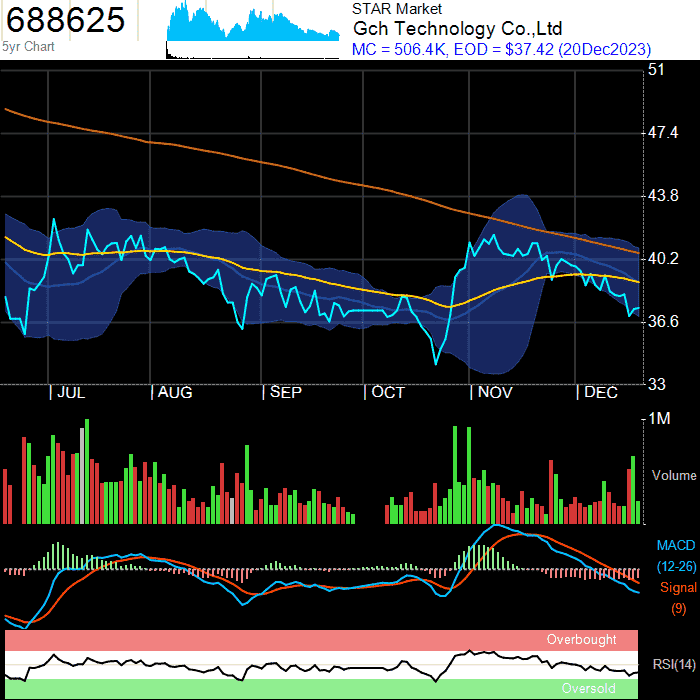 688625
5yr Chart
STAR Market
Gch Technology Co.,Ltd
MC = 506.4K, EOD = $37.42 (20Dec2023)
51
47.4
43.8
40.2
36.6
33
JUL AUG SEP OCT NOV DEC
1M
Volume
MACD
(12-26)
Signal
(9)
Overbought
RSI(14)
Oversold